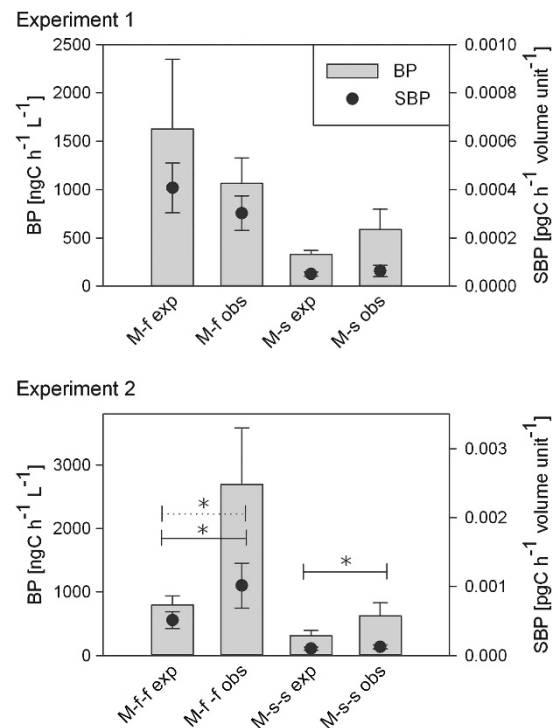 Experiment 1
BP [ngC h⁻¹ L⁻¹]
2500
2000
1500
1000
500
0
BP
SBP
0.0010
0.0008
0.0006
0.0004
0.0002
0.0000
SBP [pgC h⁻¹ volume unit⁻¹]
M-f exp
M-f obs
M-s exp
M-s obs
Experiment 2
BP [ngC h⁻¹ L⁻¹]
3000
2000
1000
0
*
*
*
0.003
0.002
0.001
0.000
SBP [pgC h⁻¹ volume unit⁻¹]
M-f-f exp
M-f -f obs
M-s-s exp
M-s-s obs